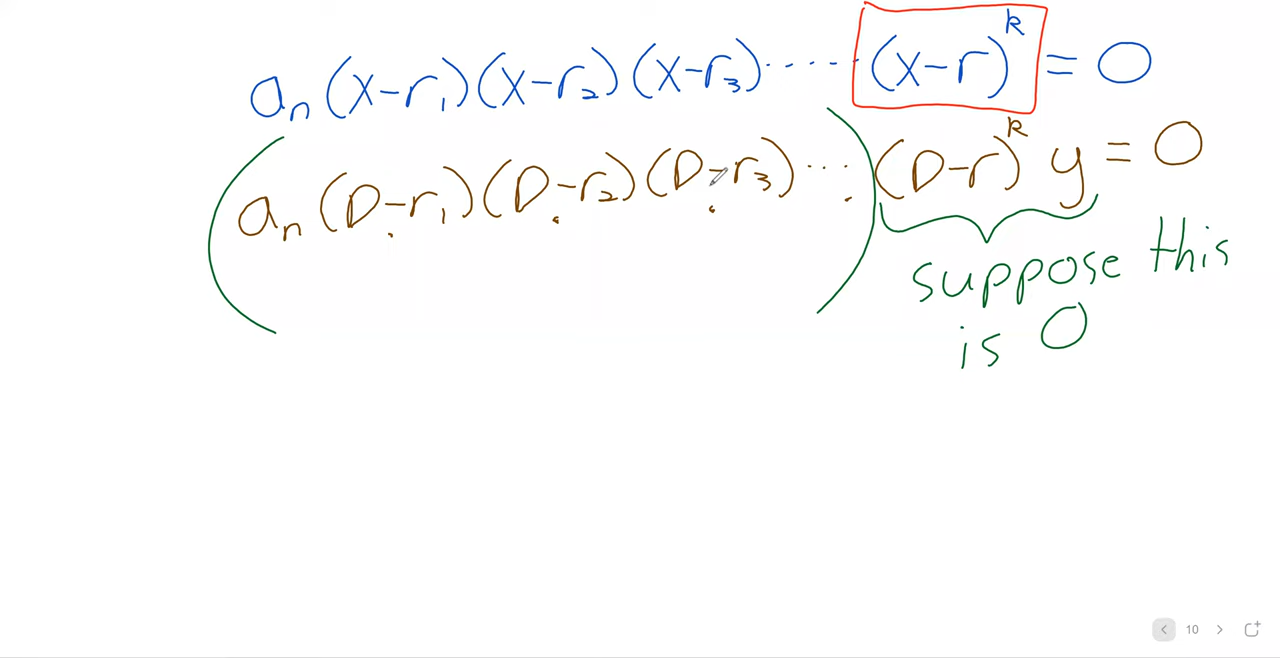 aₙ(x-r₁)(x-r₂)(x-r₃)·····(x-r)ᵏ = 0
aₙ(D-r₁)(D-r₂)(D-r₃)···(D-r)ᵏ y = 0
suppose this
is 0
10